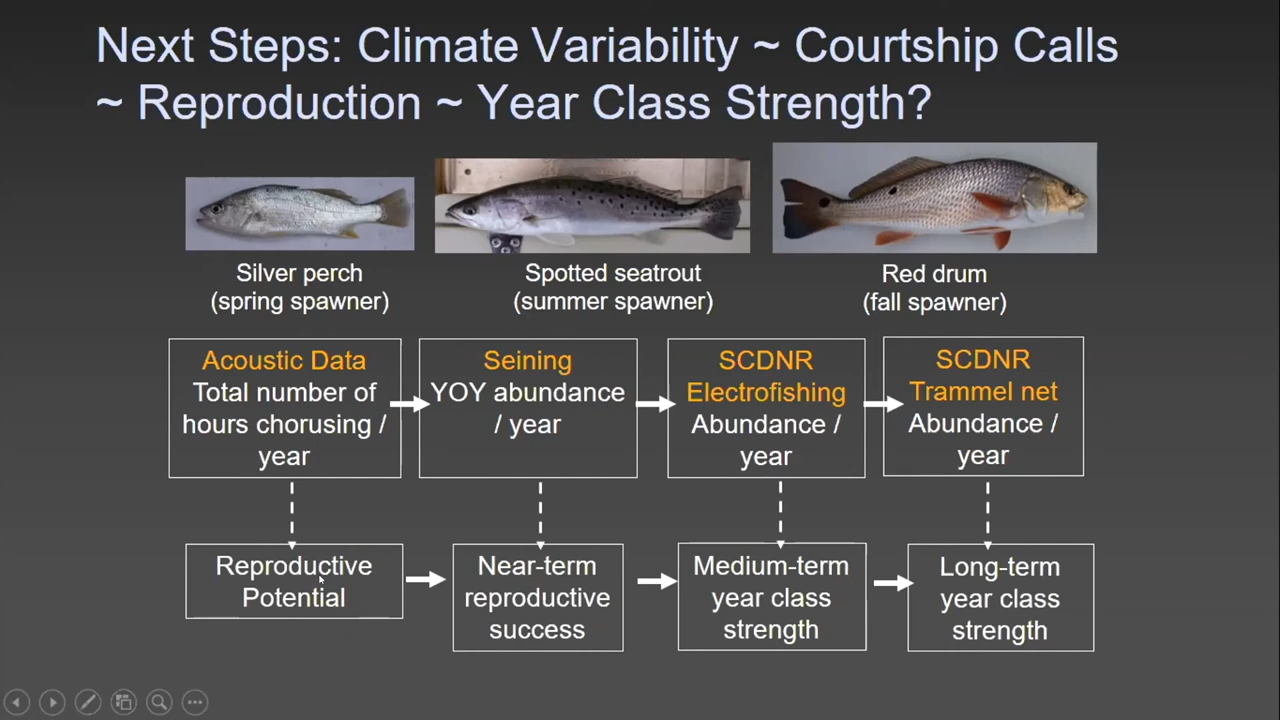 Next Steps: Climate Variability ~ Courtship Calls
~ Reproduction ~ Year Class Strength?
Silver perch
(spring spawner)
Spotted seatrout
(summer spawner)
Red drum
(fall spawner)
Acoustic Data
Total number of
hours chorusing /
year
Seining
YOY abundance
/ year
SCDNR
Electrofishing
Abundance /
year
SCDNR
Trammel net
Abundance /
year
Reproductive
Potential
Near-term
reproductive
success
Medium-term
year class
strength
Long-term
year class
strength